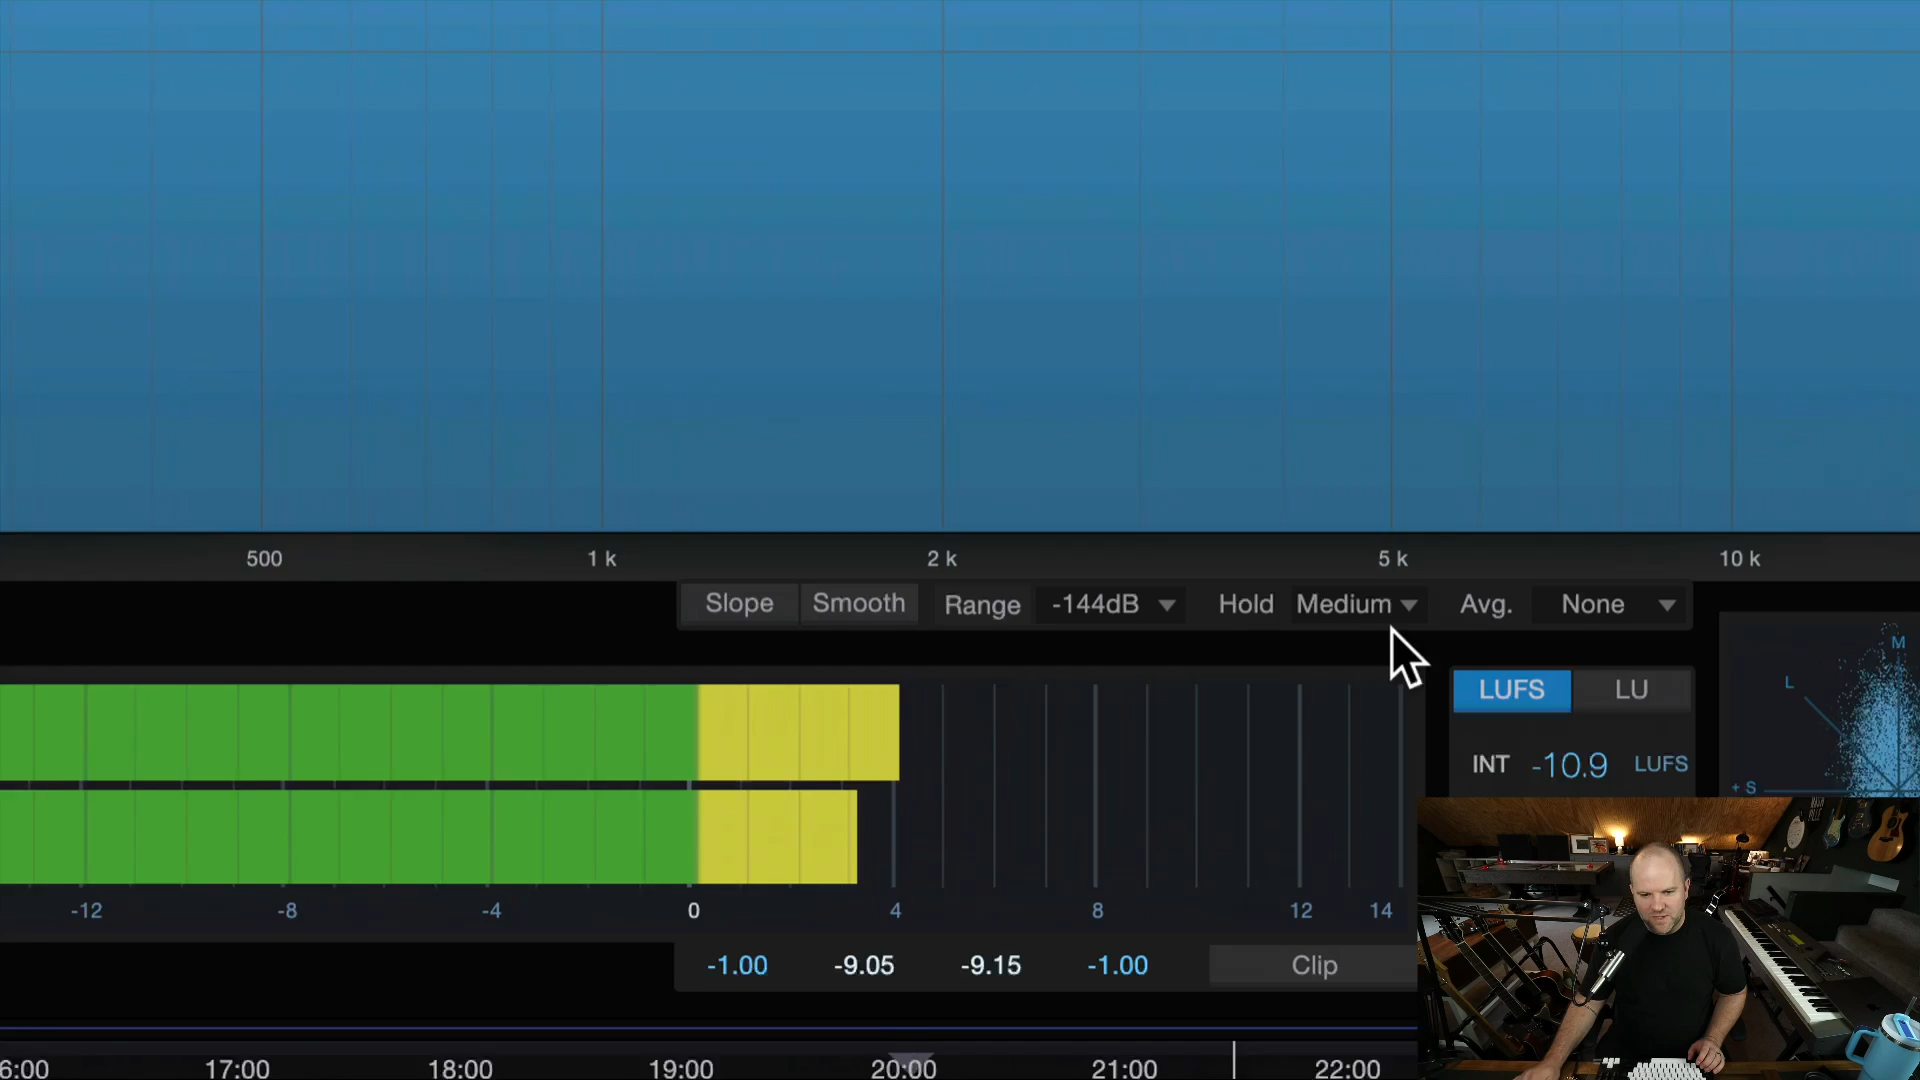 500 1 k 2 k 5 k 10 k
Slope Smooth Range -144dB Hold Medium Avg. None
M
L
LUFS LU
INT -10.9 LUFS
+ S
-12 -8 -4 0 4 8 12 14
-1.00 -9.05 -9.15 -1.00 Clip
6:00 17:00 18:00 19:00 20:00 21:00 22:00